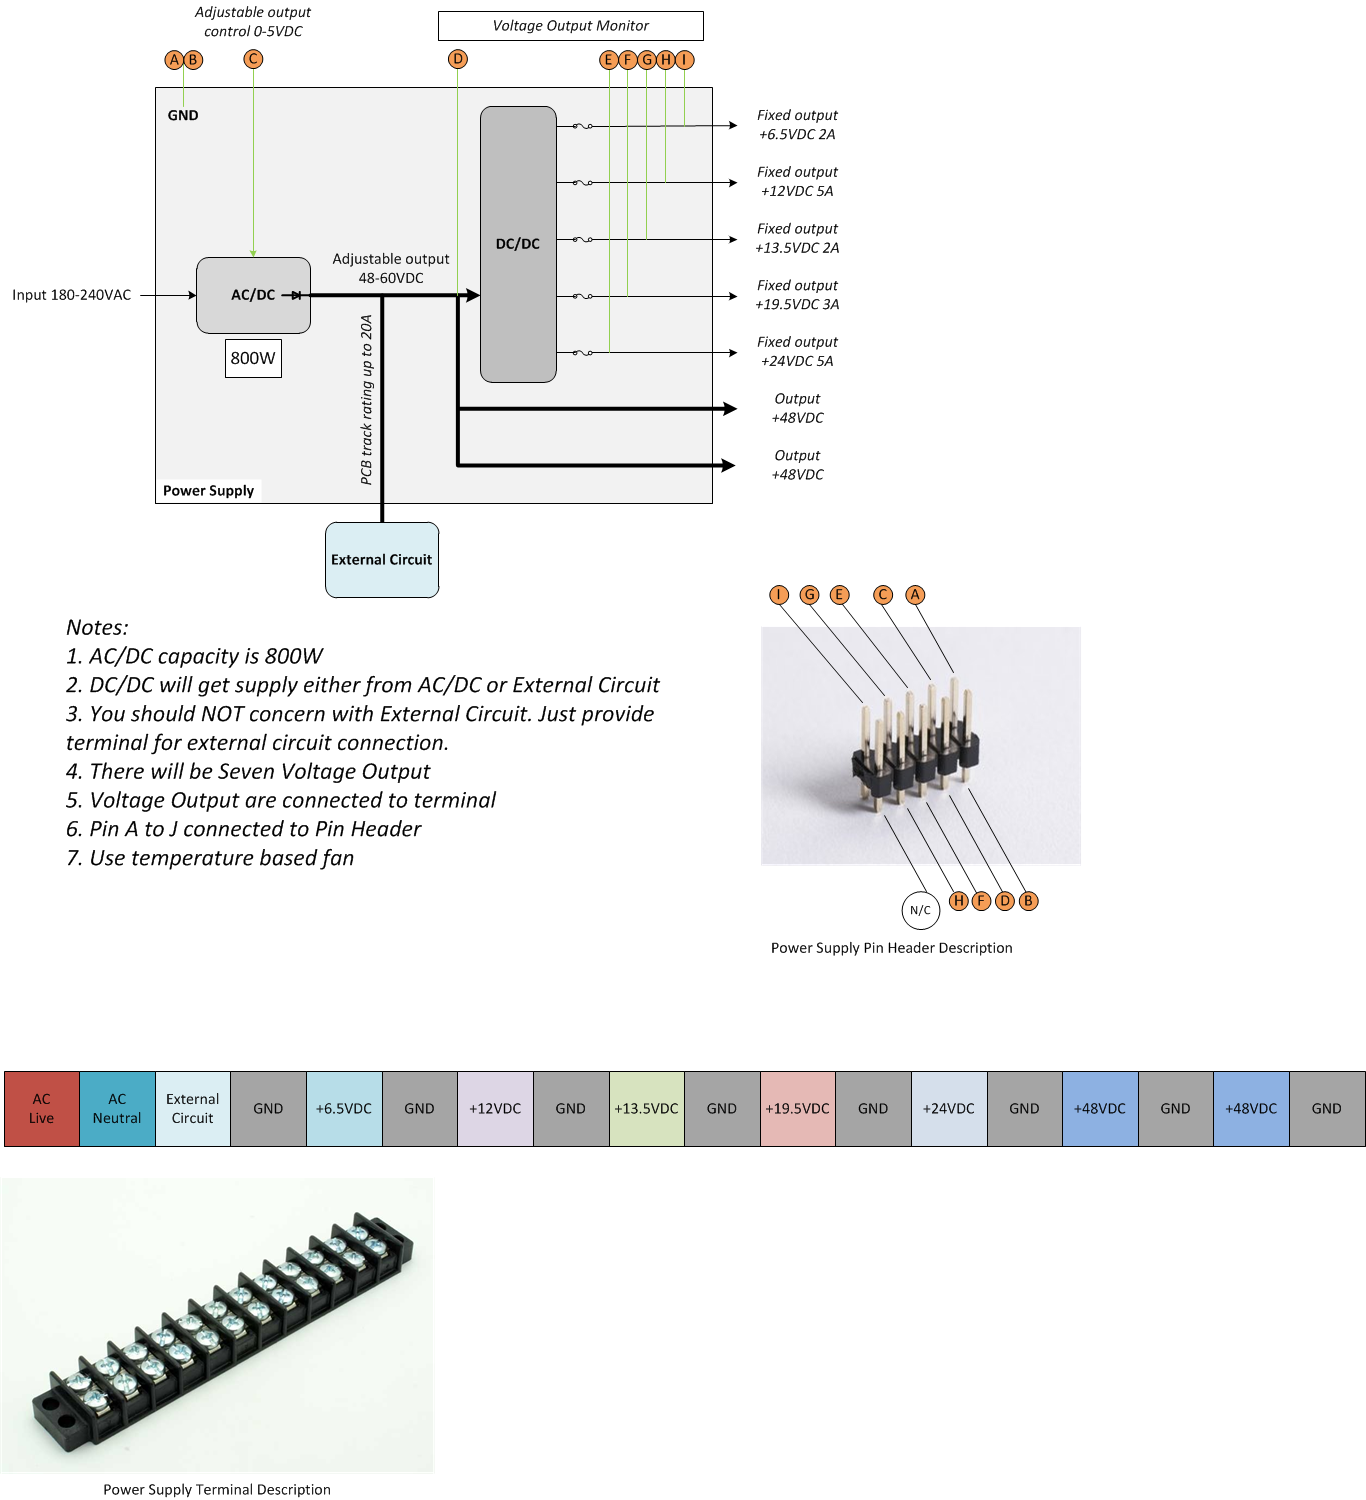 Adjustable output
control 0-5VDC
Voltage Output Monitor
A B C D E F G H I
GND
Fixed output
+6.5VDC 2A
Fixed output
+12VDC 5A
Fixed output
+13.5VDC 2A
DC/DC
Adjustable output
48-60VDC
Input 180-240VAC
AC/DC
Fixed output
+19.5VDC 3A
800W
PCB track rating up to 20A
Fixed output
+24VDC 5A
Output
+48VDC
Output
+48VDC
Power Supply
External Circuit
Notes:
1. AC/DC capacity is 800W
2. DC/DC will get supply either from AC/DC or External Circuit
3. You should NOT concern with External Circuit. Just provide
terminal for external circuit connection.
4. There will be Seven Voltage Output
5. Voltage Output are connected to terminal
6. Pin A to J connected to Pin Header
7. Use temperature based fan
I G E C A
N/C H F D B
Power Supply Pin Header Description
AC
Live
AC
Neutral
External
Circuit
GND
+6.5VDC
GND
+12VDC
GND
+13.5VDC
GND
+19.5VDC
GND
+24VDC
GND
+48VDC
GND
+48VDC
GND
Power Supply Terminal Description